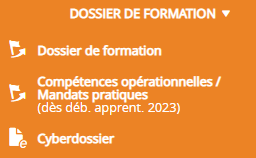 DOSSIER DE FORMATION
Dossier de formation
Compétences opérationnelles /
Mandats pratiques
(dès déb. apprent. 2023)
Cyberdossier